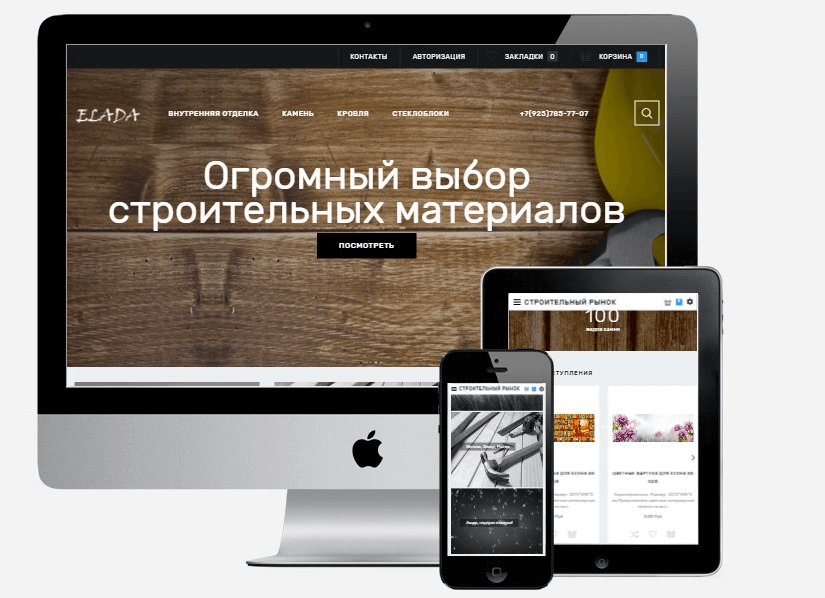 КОНТАКТЫ АВТОРИЗАЦИЯ ЗАКЛАДКИ 0 КОРЗИНА 0
ELADA ВНУТРЕННЯЯ ОТДЕЛКА КАМЕНЬ КРОВЛЯ СТЕКЛОБЛОКИ +7(925)785-77-07
Огромный выбор
строительных материалов
ПОСМОТРЕТЬ
СТРОИТЕЛЬНЫЙ РЫНОК
100
ВИДОВ КАМНЯ
СТУПЛЕНИЯ
СТРОИТЕЛЬНЫЙ РЫНОК